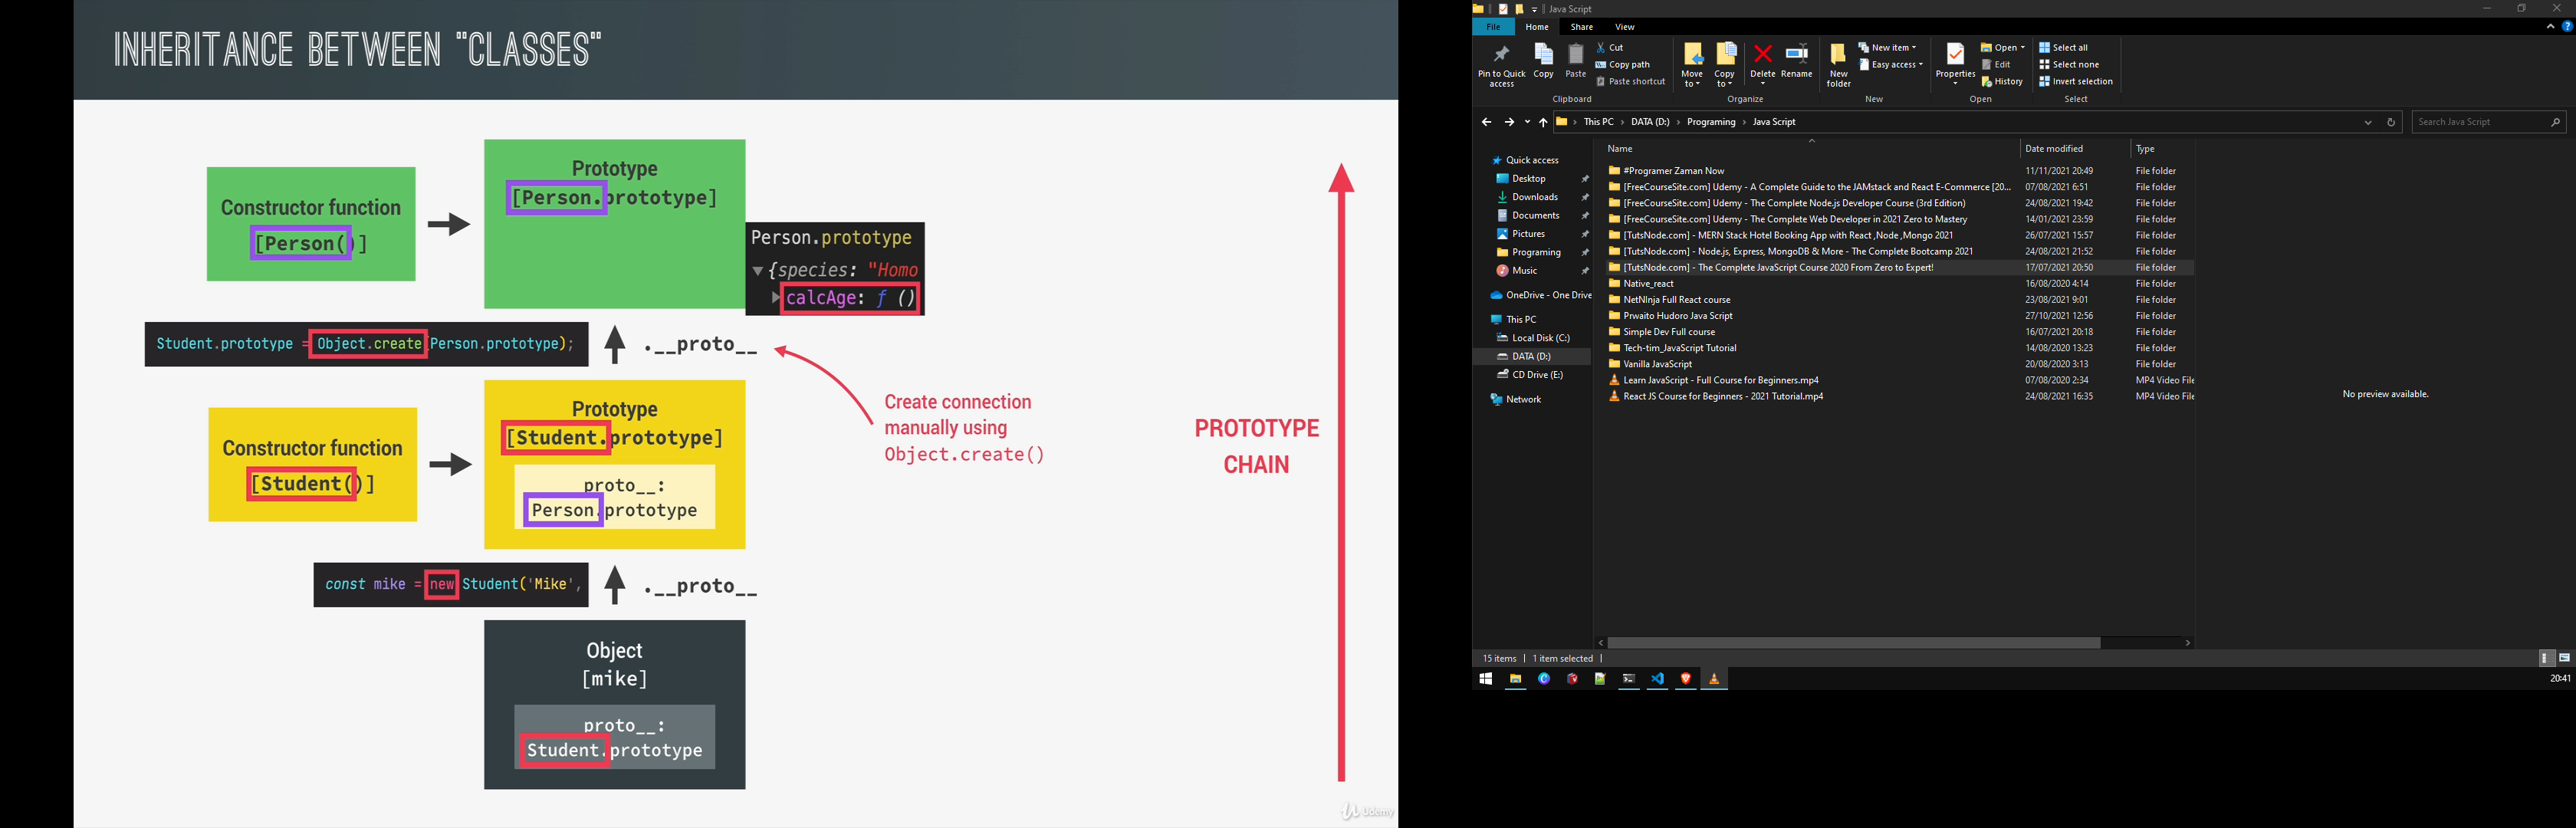 INHERITANCE BETWEEN "CLASSES"
Constructor function
[Person()]
Prototype
[Person.prototype]
Person.prototype
{species: "Homo
calcAge: ƒ ()
Student.prototype = Object.create(Person.prototype);
.__proto__
Create connection
manually using
Object.create()
Constructor function
[Student()]
Prototype
[Student.prototype]
proto__:
Person.prototype
const mike = new Student('Mike',
.__proto__
Object
[mike]
proto__:
Student.prototype
PROTOTYPE
CHAIN
Udemy
Java Script
File Home Share View
Pin to Quick
access
Copy
Paste
Cut
Copy path
Paste shortcut
Clipboard
Move
to
Copy
to
Delete
Rename
Organize
New
folder
New item
Easy access
New
Properties
Open
Edit
History
Open
Select all
Select none
Invert selection
Select
This PC › DATA (D:) › Programing › Java Script
Search Java Script
Quick access
Desktop
Downloads
Documents
Pictures
Programing
Music
OneDrive - One Drive
This PC
Local Disk (C:)
DATA (D:)
CD Drive (E:)
Network
Name Date modified Type
#Programer Zaman Now 11/11/2021 20:49 File folder
[FreeCourseSite.com] Udemy - A Complete Guide to the JAMstack and React E-Commerce [20... 07/08/2021 6:51 File folder
[FreeCourseSite.com] Udemy - The Complete Node.js Developer Course (3rd Edition) 24/08/2021 19:42 File folder
[FreeCourseSite.com] Udemy - The Complete Web Developer in 2021 Zero to Mastery 14/01/2021 23:59 File folder
[TutsNode.com] - MERN Stack Hotel Booking App with React ,Node ,Mongo 2021 26/07/2021 15:57 File folder
[TutsNode.com] - Node.js, Express, MongoDB & More - The Complete Bootcamp 2021 24/08/2021 21:52 File folder
[TutsNode.com] - The Complete JavaScript Course 2020 From Zero to Expert! 17/07/2021 20:50 File folder
Native_react 16/08/2020 4:14 File folder
NetNInja Full React course 23/08/2021 9:01 File folder
Prwaito Hudoro Java Script 27/10/2021 12:56 File folder
Simple Dev Full course 16/07/2021 20:18 File folder
Tech-tim_JavaScript Tutorial 14/08/2020 13:23 File folder
Vanilla JavaScript 20/08/2020 3:13 File folder
Learn JavaScript - Full Course for Beginners.mp4 07/08/2020 2:34 MP4 Video File
React JS Course for Beginners - 2021 Tutorial.mp4 24/08/2021 16:35 MP4 Video File
No preview available.
15 items 1 item selected
20:41